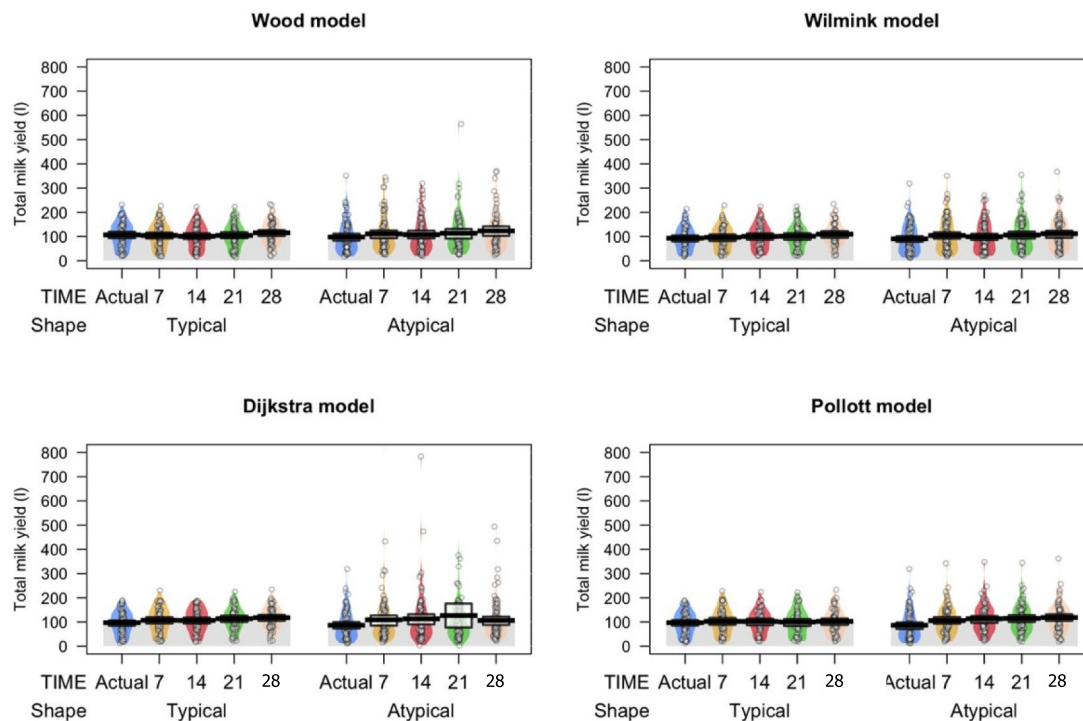 Wood model
Total milk yield (l)
800
700
600
500
400
300
200
100
0
TIME Actual 7 14 21 28 Actual 7 14 21 28
Shape Typical Atypical
Wilmink model
Total milk yield (l)
800
700
600
500
400
300
200
100
0
TIME Actual 7 14 21 28 Actual 7 14 21 28
Shape Typical Atypical
Dijkstra model
Total milk yield (l)
800
700
600
500
400
300
200
100
0
TIME Actual 7 14 21 28 Actual 7 14 21 28
Shape Typical Atypical
Pollott model
Total milk yield (l)
800
700
600
500
400
300
200
100
0
TIME Actual 7 14 21 28 Actual 7 14 21 28
Shape Typical Atypical